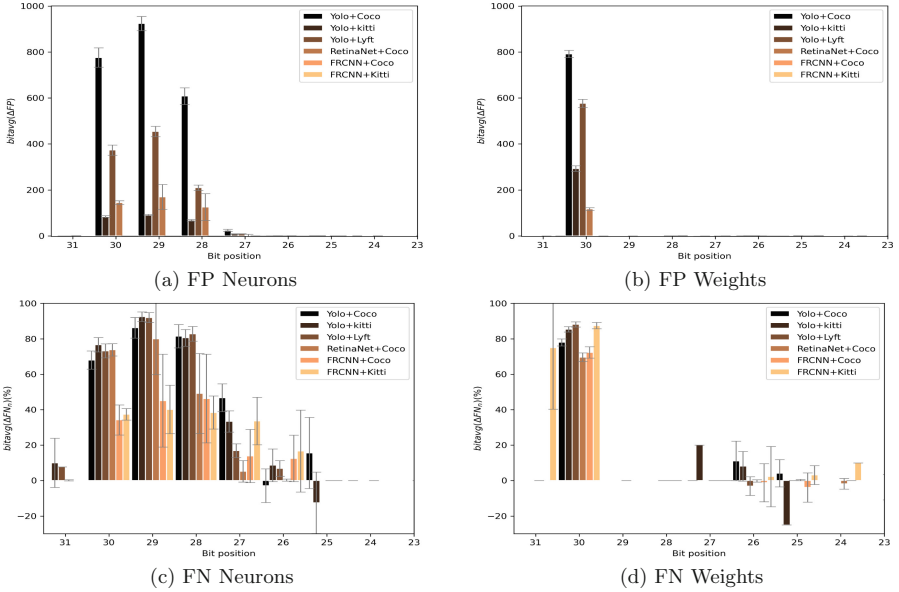 1000
800
600
400
200
0
bitavg(ΔFP)
Yolo+Coco
Yolo+kitti
Yolo+Lyft
RetinaNet+Coco
FRCNN+Coco
FRCNN+Kitti
31 30 29 28 27 26 25 24 23
Bit position
(a) FP Neurons
1000
800
600
400
200
0
bitavg(ΔFP)
Yolo+Coco
Yolo+kitti
Yolo+Lyft
RetinaNet+Coco
FRCNN+Coco
FRCNN+Kitti
31 30 29 28 27 26 25 24 23
Bit position
(b) FP Weights
100
80
60
40
20
0
−20
bitavg(ΔFNn)(%)
Yolo+Coco
Yolo+kitti
Yolo+Lyft
RetinaNet+Coco
FRCNN+Coco
FRCNN+Kitti
31 30 29 28 27 26 25 24 23
Bit position
(c) FN Neurons
100
80
60
40
20
0
−20
bitavg(ΔFNn)(%)
Yolo+Coco
Yolo+kitti
Yolo+Lyft
RetinaNet+Coco
FRCNN+Coco
FRCNN+Kitti
31 30 29 28 27 26 25 24 23
Bit position
(d) FN Weights